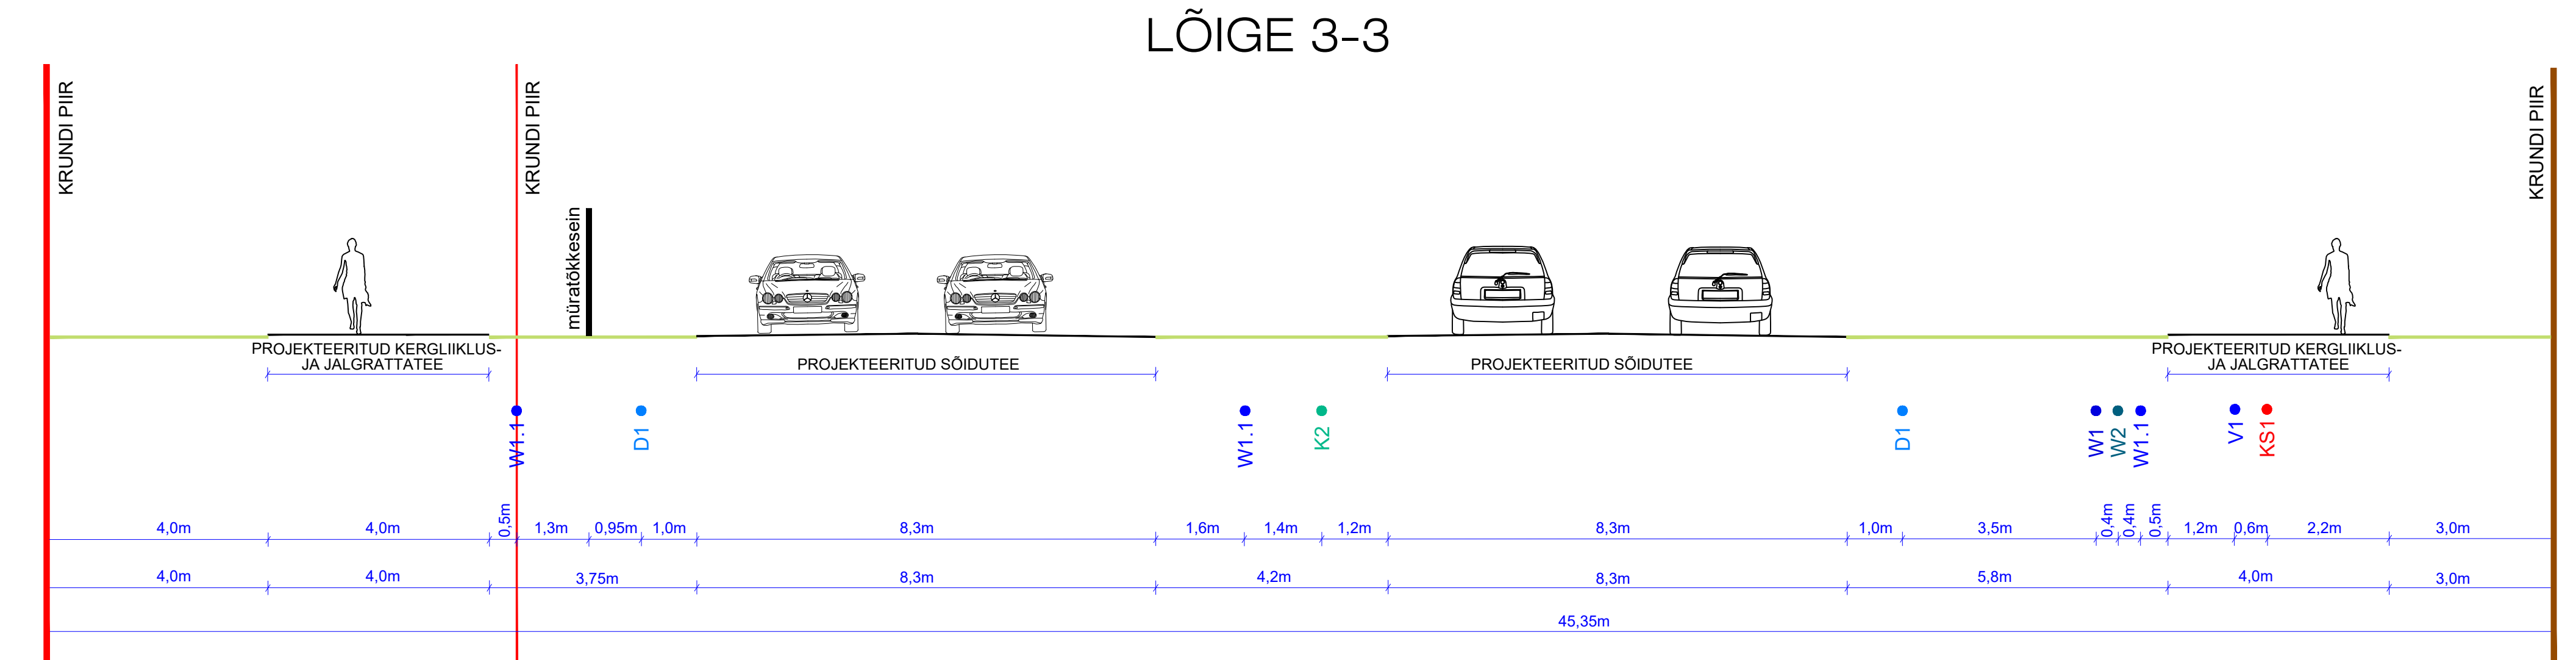 LÕIGE 3-3
KRUNDI PIIR
KRUNDI PIIR
KRUNDI PIIR
müratõkkesein
PROJEKTEERITUD KERGLIIKLUS-
JA JALGRATTATEE
PROJEKTEERITUD SÕIDUTEE
PROJEKTEERITUD SÕIDUTEE
PROJEKTEERITUD KERGLIIKLUS-
JA JALGRATTATEE
W1.1
D1
W1.1
K2
D1
W1
W2
W1.1
V1
KS1
4,0m 4,0m 0,5m 1,3m 0,95m 1,0m 8,3m 1,6m 1,4m 1,2m 8,3m 1,0m 3,5m 0,4m 0,4m 0,5m 1,2m 0,6m 2,2m 3,0m
4,0m 4,0m 3,75m 8,3m 4,2m 8,3m 5,8m 4,0m 3,0m
45,35m